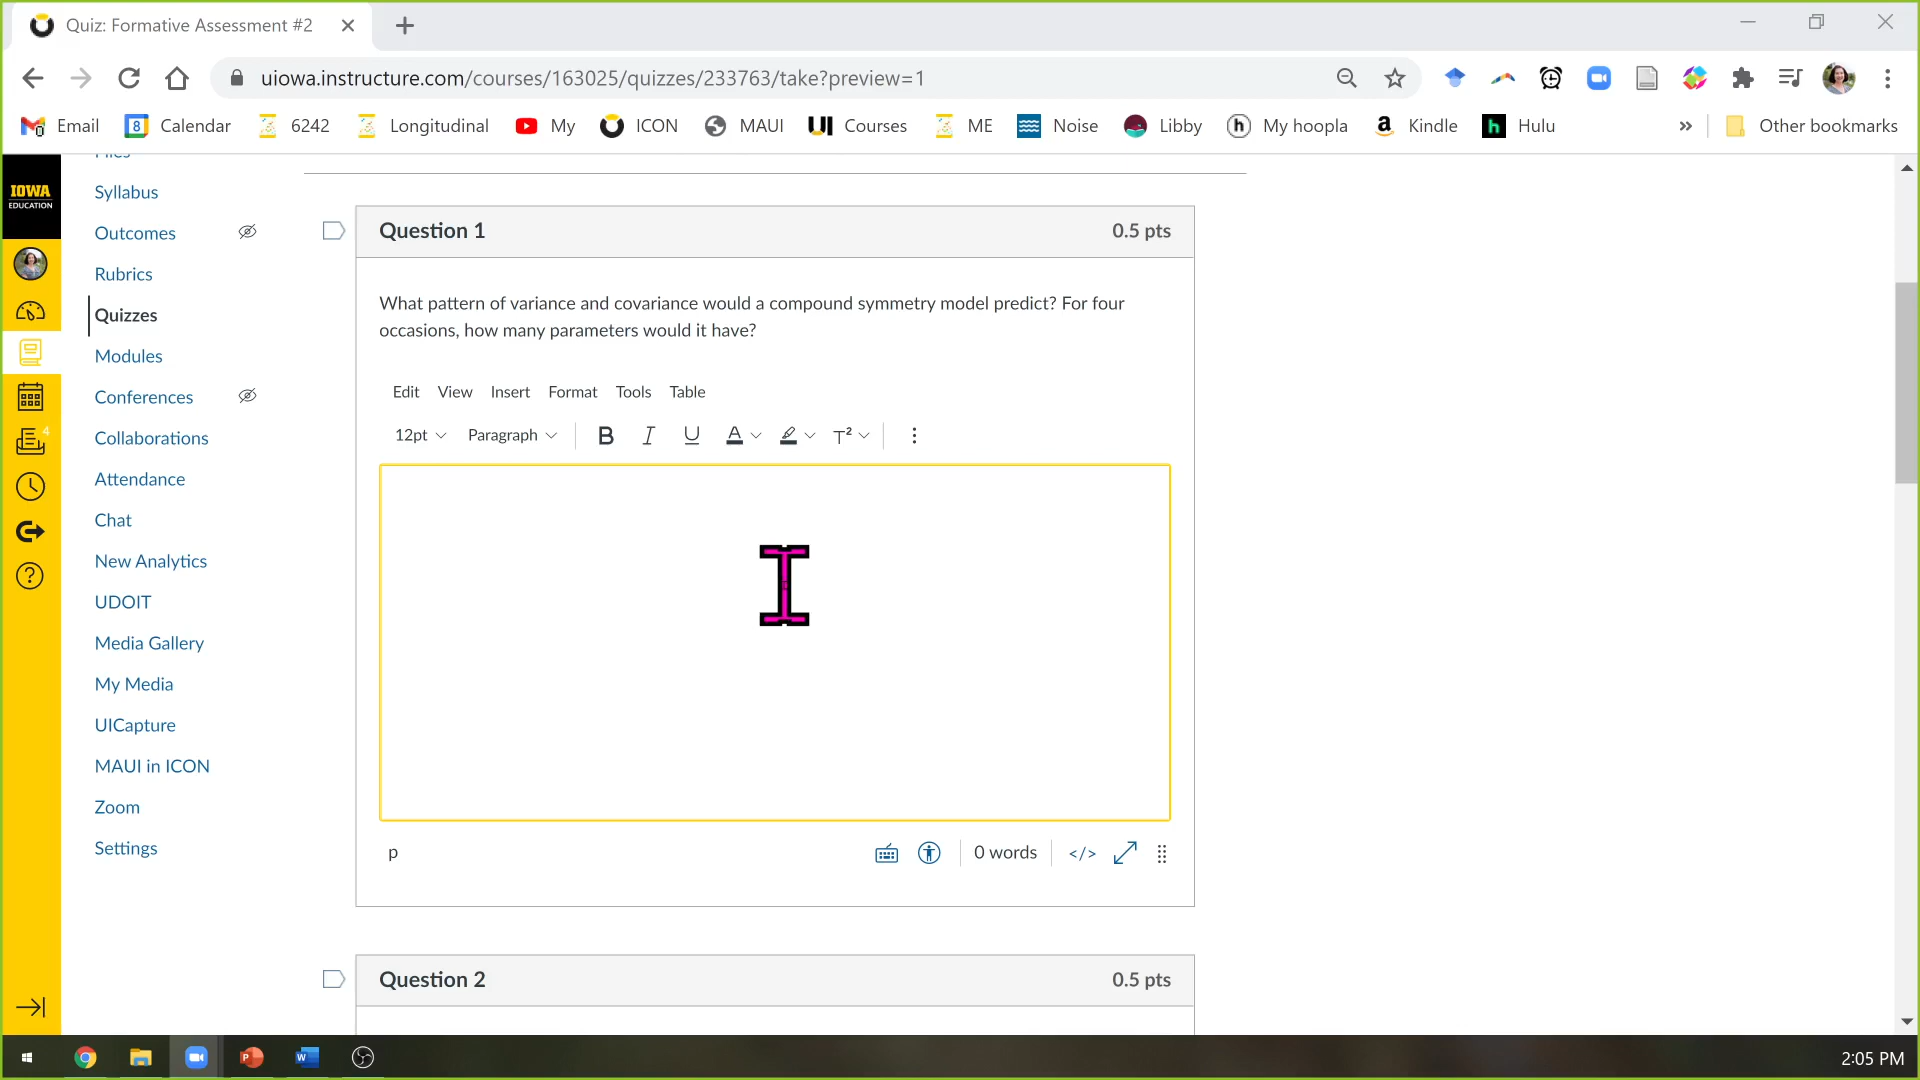 Quiz: Formative Assessment #2
uiowa.instructure.com/courses/163025/quizzes/233763/take?preview=1
Email
8
Calendar
6242
Longitudinal
My
ICON
MAUI
Courses
ME
Noise
Libby
h
My hoopla
a
Kindle
h
Hulu
»
Other bookmarks
IOWA
EDUCATION
4
Files
Syllabus
Outcomes
Rubrics
Quizzes
Modules
Conferences
Collaborations
Attendance
Chat
New Analytics
UDOIT
Media Gallery
My Media
UICapture
MAUI in ICON
Zoom
Settings
Question 1
0.5 pts
What pattern of variance and covariance would a compound symmetry model predict? For four
occasions, how many parameters would it have?
Edit View Insert Format Tools Table
12pt Paragraph B I U A T²
p
0 words </>
Question 2
0.5 pts
2:05 PM